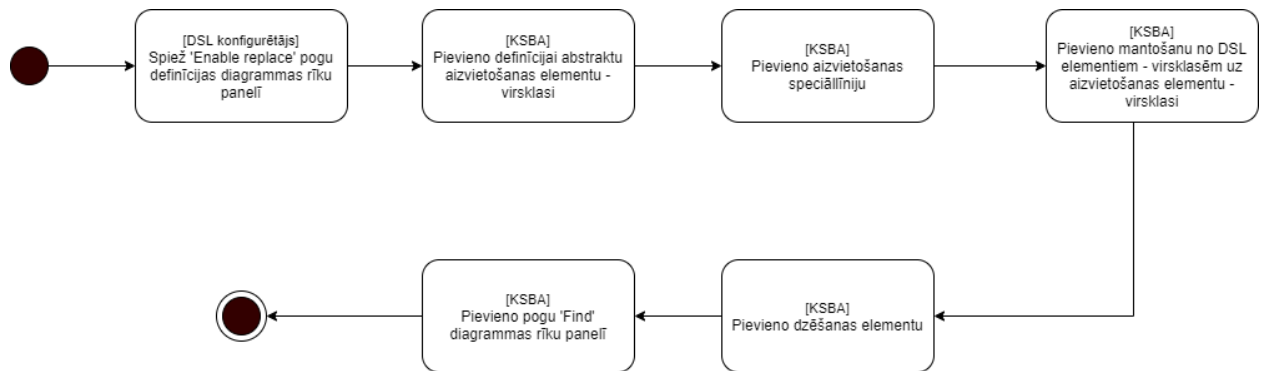 [DSL konfigurētājs]
Spiež 'Enable replace' pogu
definīcijas diagrammas rīku
panelī
[KSBA]
Pievieno definīcijai abstraktu
aizvietošanas elementu -
virsklasi
[KSBA]
Pievieno aizvietošanas
speciāllīniju
[KSBA]
Pievieno mantošanu no DSL
elementiem - virsklasēm uz
aizvietošanas elementu -
virsklasi
[KSBA]
Pievieno dzēšanas elementu
[KSBA]
Pievieno pogu 'Find'
diagrammas rīku panelī